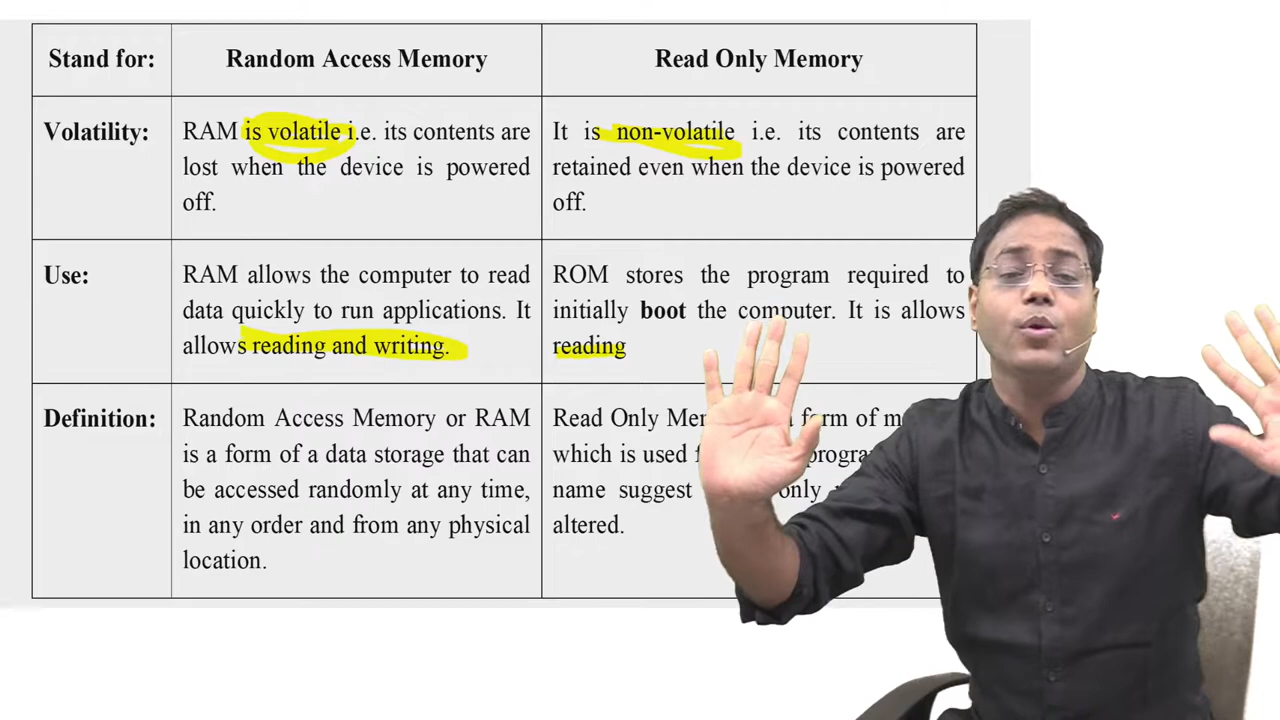 Stand for:
Random Access Memory
Read Only Memory
Volatility:
RAM is volatile i.e. its contents are
lost when the device is powered
off.
It is non-volatile i.e. its contents are
retained even when the device is powered
off.
Use:
RAM allows the computer to read
data quickly to run applications. It
allows reading and writing.
ROM stores the program required to
initially boot the computer. It is allows
reading
Definition:
Random Access Memory or RAM
is a form of a data storage that can
be accessed randomly at any time,
in any order and from any physical
location.
Read Only form of
which is used
name suggest only
altered.